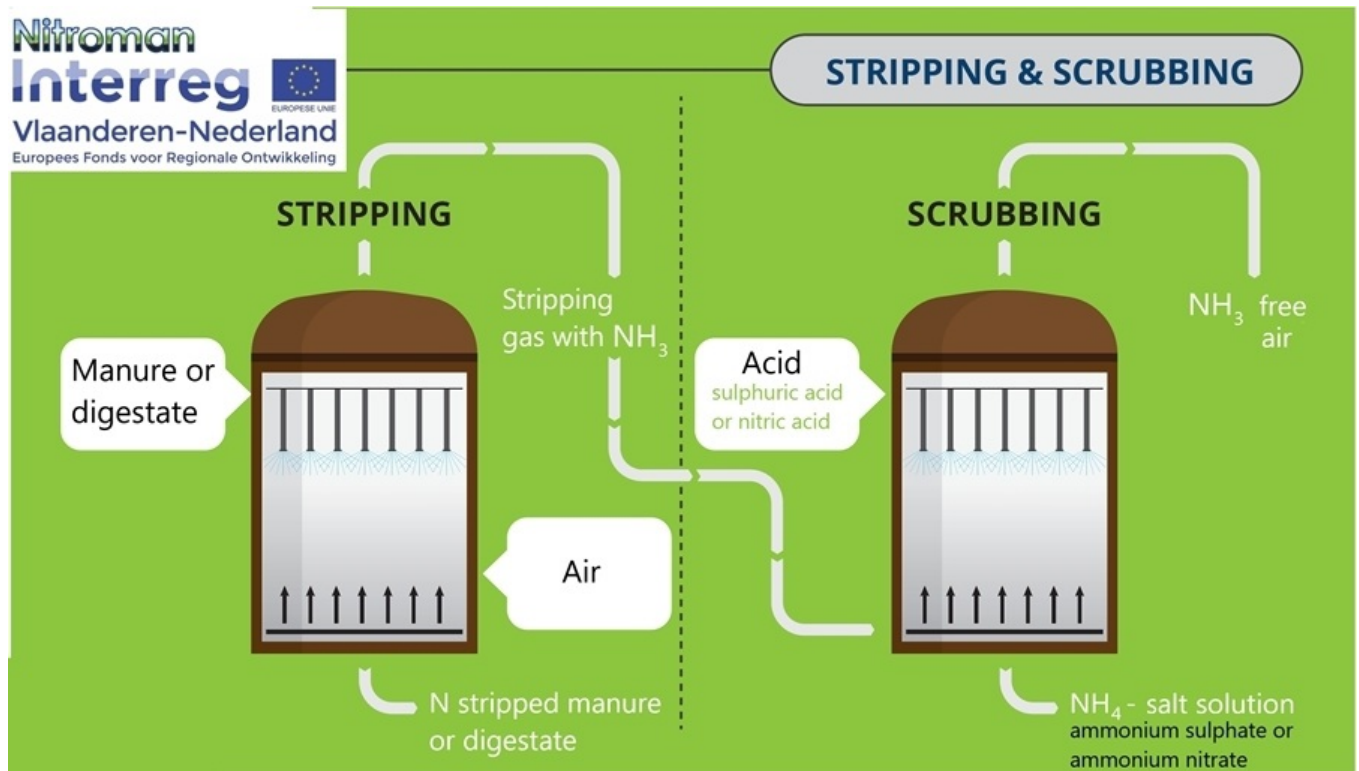 Nitroman
Interreg
EUROPESE UNIE
Vlaanderen-Nederland
Europees Fonds voor Regionale Ontwikkeling
STRIPPING & SCRUBBING
STRIPPING
Manure or
digestate
Stripping
gas with NH3
Air
N stripped manure
or digestate
SCRUBBING
Acid
sulphuric acid
or nitric acid
NH3 free
air
NH4- salt solution
ammonium sulphate or
ammonium nitrate